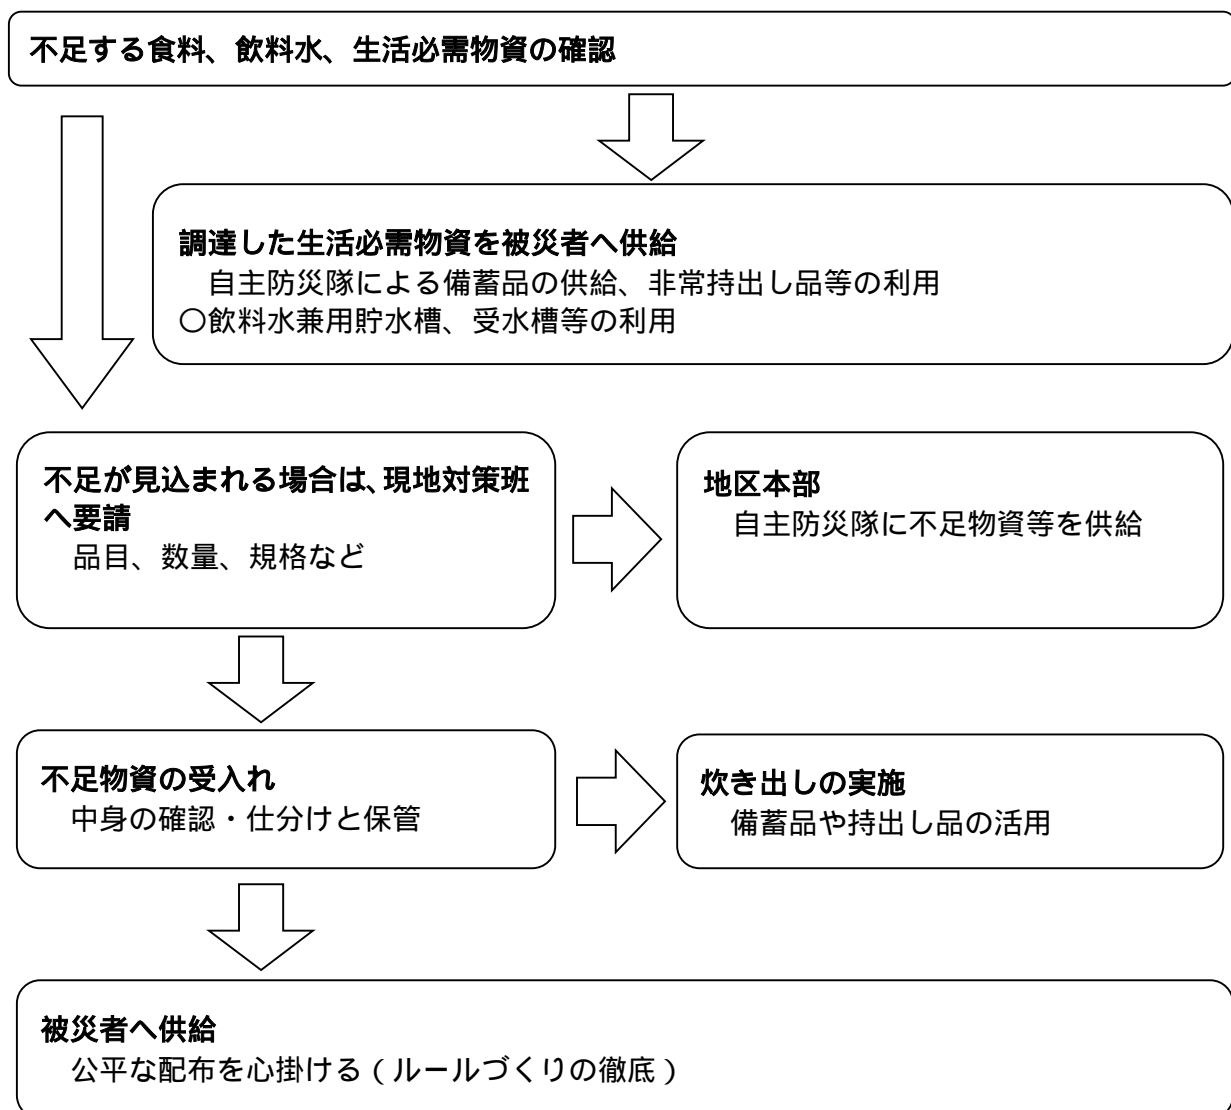 不足する食料、飲料水、生活必需物資の確認
調達した生活必需物資を被災者へ供給
自主防災隊による備蓄品の供給、非常持出し品等の利用
〇飲料水兼用貯水槽、受水槽等の利用
不足が見込まれる場合は、現地対策班
へ要請
品目、数量、規格など
地区本部
自主防災隊に不足物資等を供給
不足物資の受入れ
中身の確認・仕分けと保管
炊き出しの実施
備蓄品や持出し品の活用
被災者へ供給
公平な配布を心掛ける（ルールづくりの徹底）